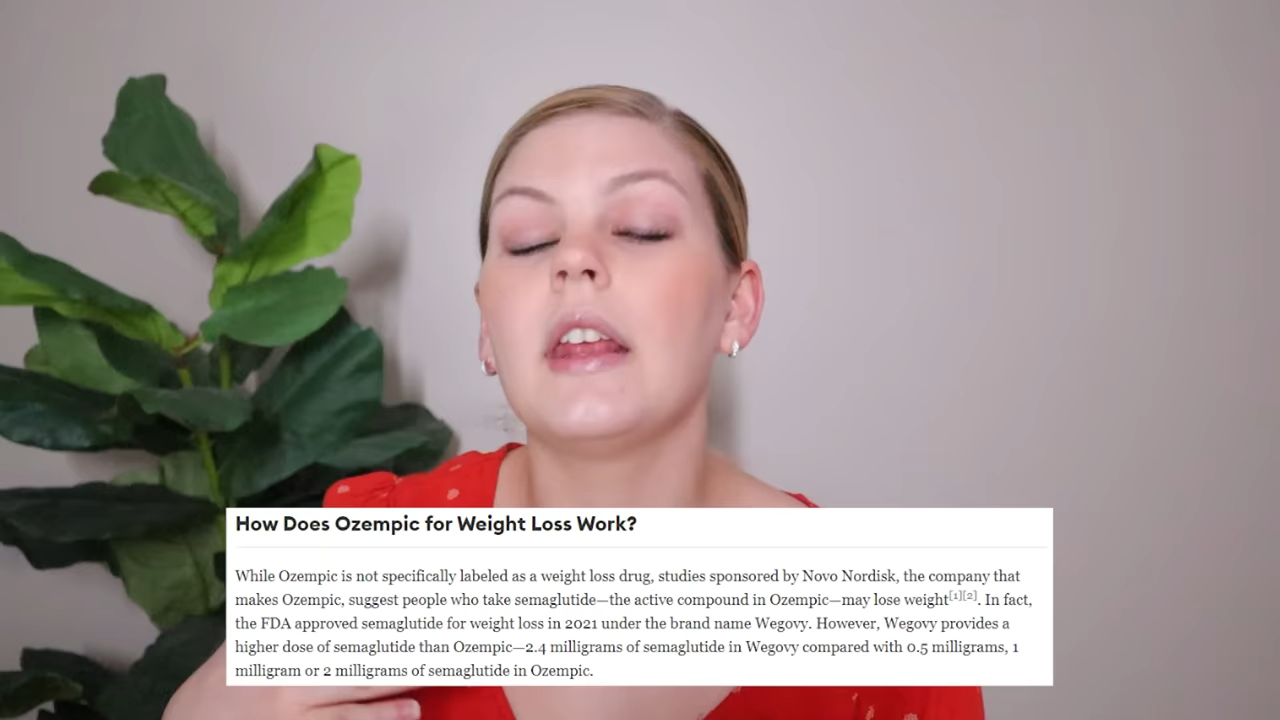 How Does Ozempic for Weight Loss Work?
While Ozempic is not specifically labeled as a weight loss drug, studies sponsored by Novo Nordisk, the company that
makes Ozempic, suggest people who take semaglutide—the active compound in Ozempic—may lose weight[1][2]. In fact,
the FDA approved semaglutide for weight loss in 2021 under the brand name Wegovy. However, Wegovy provides a
higher dose of semaglutide than Ozempic—2.4 milligrams of semaglutide in Wegovy compared with 0.5 milligrams, 1
milligram or 2 milligrams of semaglutide in Ozempic.